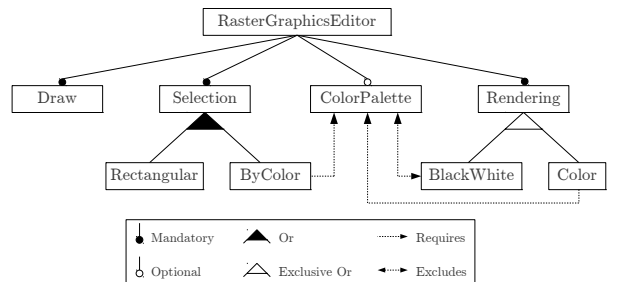 RasterGraphicsEditor
Draw Selection ColorPalette Rendering
Rectangular ByColor BlackWhite Color
Mandatory Or Requires
Optional Exclusive Or Excludes